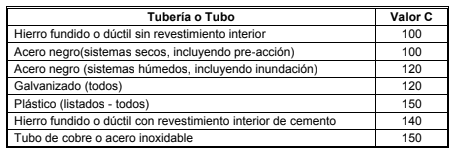 Tubería o Tubo Valor C
Hierro fundido o dúctil sin revestimiento interior 100
Acero negro(sistemas secos, incluyendo pre-acción) 100
Acero negro (sistemas húmedos, incluyendo inundación) 120
Galvanizado (todos) 120
Plástico (listados - todos) 150
Hierro fundido o dúctil con revestimiento interior de cemento 140
Tubo de cobre o acero inoxidable 150